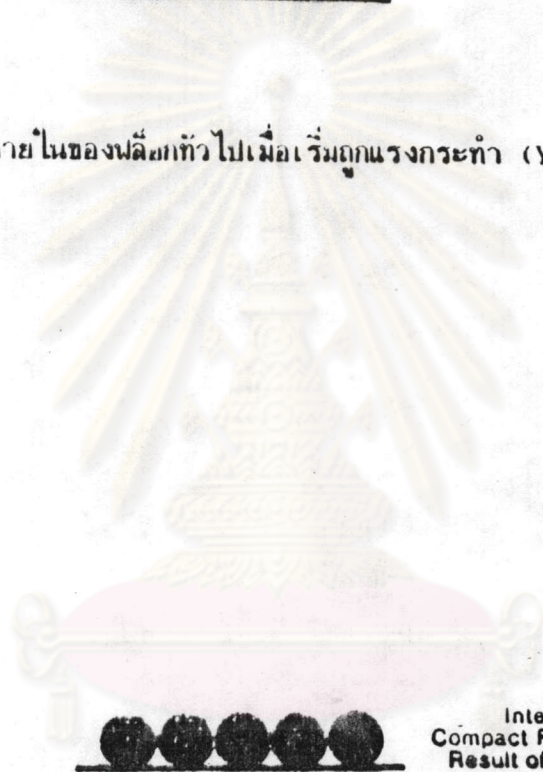 ายในของฟล็อกทั่วไปเมื่อเริ่มถูกแรงกระทำ (Y
Inte
Compact F
Result of